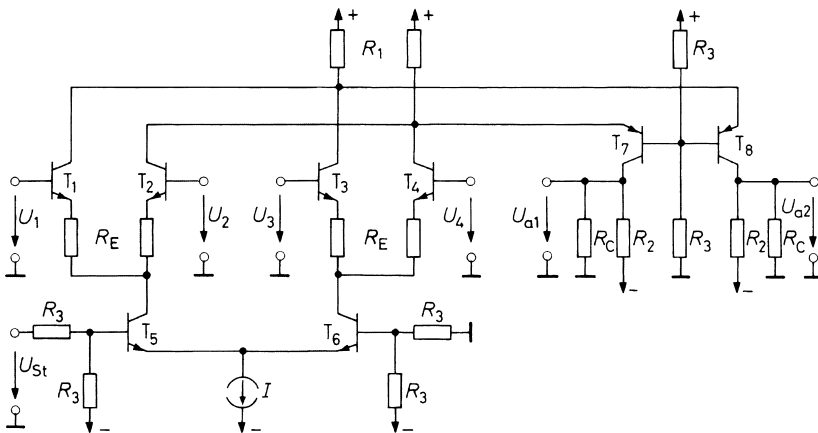 + + +
R1 R3
T1 T2 T3 T4 T7 T8
U1 RE U2 U3 RE U4 Ua1 RC R2 R3 R2 RC Ua2
- -
R3 T5 T6 R3
USt R3 I R3
- - -